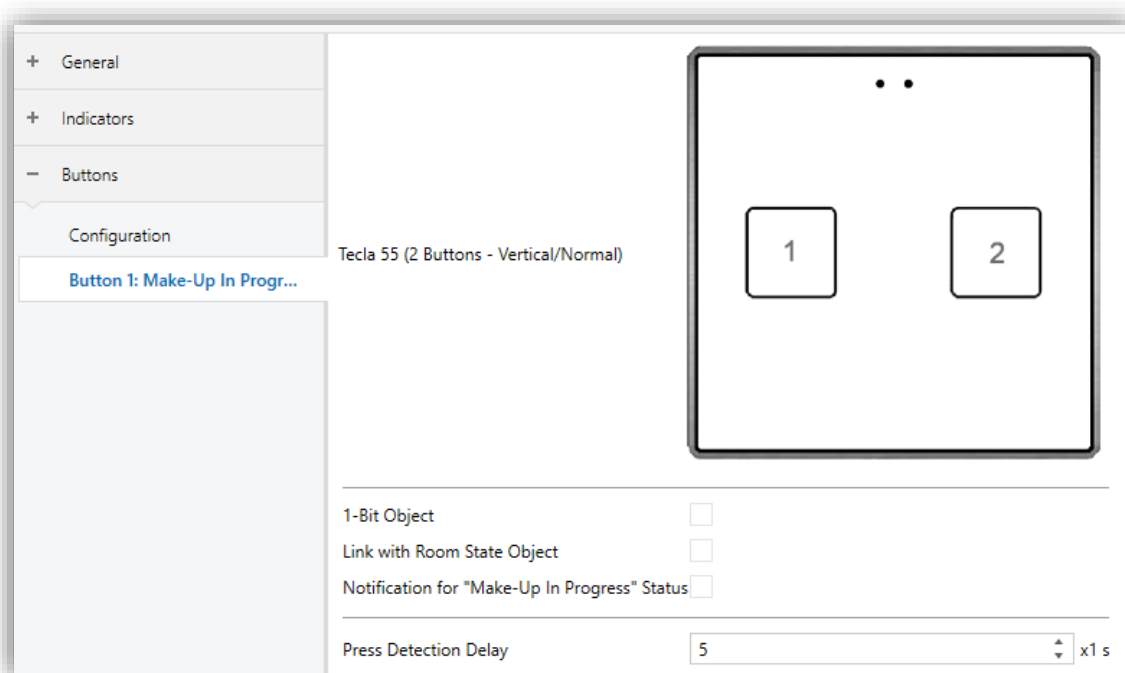 General
Indicators
Buttons
Configuration
Button 1: Make-Up In Progr...
Tecla 55 (2 Buttons - Vertical/Normal)
1
2
1-Bit Object
Link with Room State Object
Notification for "Make-Up In Progress" Status
Press Detection Delay
5
x1 s